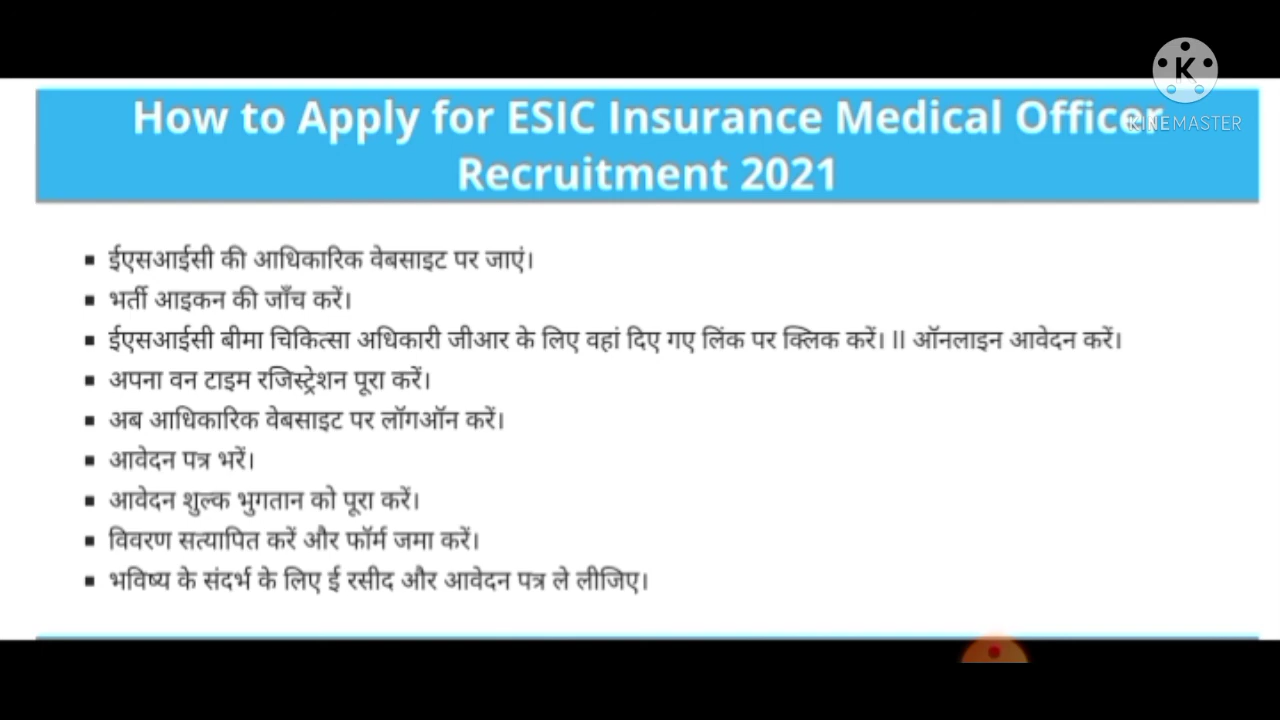 How to Apply for ESIC Insurance Medical Officer
Recruitment 2021
K
KINEMASTER
ईएसआईसी की आधिकारिक वेबसाइट पर जाएं।
भर्ती आइकन की जाँच करें।
ईएसआईसी बीमा चिकित्सा अधिकारी जीआर के लिए वहां दिए गए लिंक पर क्लिक करें। II ऑनलाइन आवेदन करें।
अपना वन टाइम रजिस्ट्रेशन पूरा करें।
अब आधिकारिक वेबसाइट पर लॉगऑन करें।
आवेदन पत्र भरें।
आवेदन शुल्क भुगतान को पूरा करें।
विवरण सत्यापित करें और फॉर्म जमा करें।
भविष्य के संदर्भ के लिए ई रसीद और आवेदन पत्र ले लीजिए।